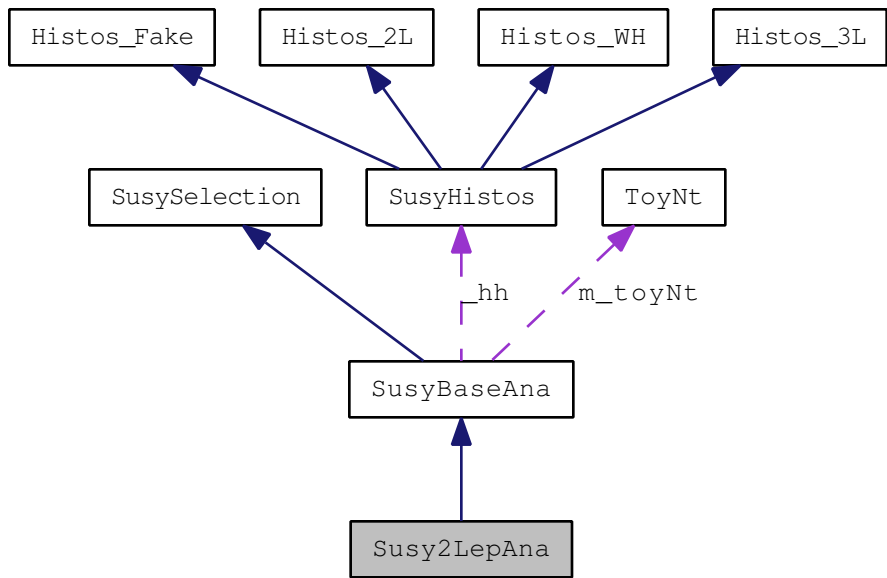 Histos_Fake
Histos_2L
Histos_WH
Histos_3L
SusySelection
SusyHistos
ToyNt
_hh
m_toyNt
SusyBaseAna
Susy2LepAna